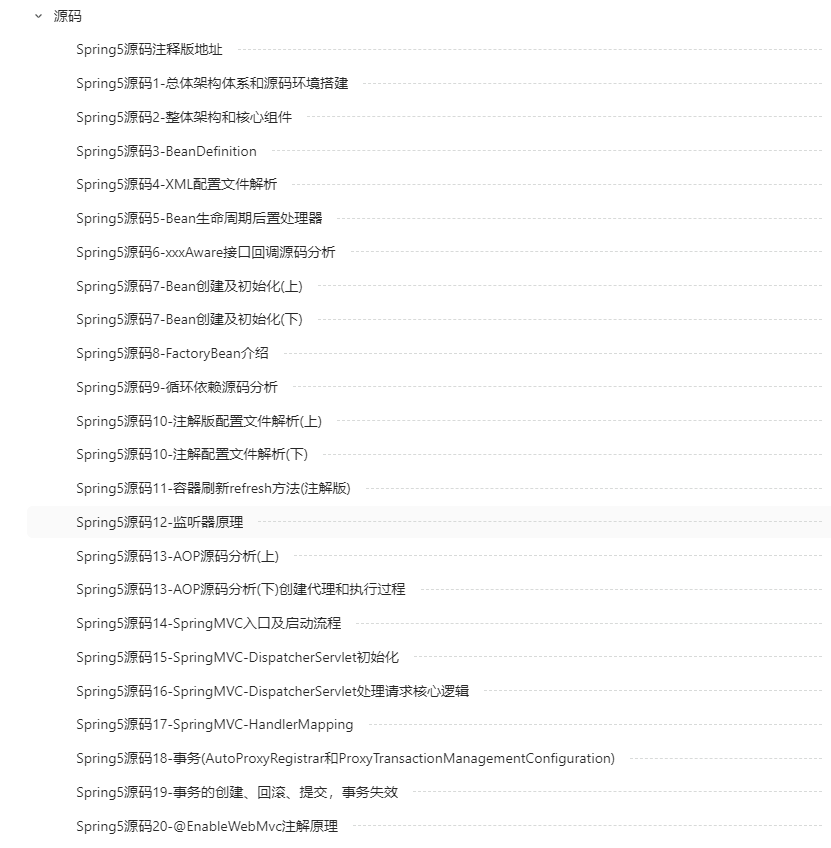 源码
Spring5源码注释版地址
Spring5源码1-总体架构体系和源码环境搭建
Spring5源码2-整体架构和核心组件
Spring5源码3-BeanDefinition
Spring5源码4-XML配置文件解析
Spring5源码5-Bean生命周期后置处理器
Spring5源码6-xxxAware接口回调源码分析
Spring5源码7-Bean创建及初始化(上)
Spring5源码7-Bean创建及初始化(下)
Spring5源码8-FactoryBean介绍
Spring5源码9-循环依赖源码分析
Spring5源码10-注解版配置文件解析(上)
Spring5源码10-注解配置文件解析(下)
Spring5源码11-容器刷新refresh方法(注解版)
Spring5源码12-监听器原理
Spring5源码13-AOP源码分析(上)
Spring5源码13-AOP源码分析(下)创建代理和执行过程
Spring5源码14-SpringMVC入口及启动流程
Spring5源码15-SpringMVC-DispatcherServlet初始化
Spring5源码16-SpringMVC-DispatcherServlet处理请求核心逻辑
Spring5源码17-SpringMVC-HandlerMapping
Spring5源码18-事务(AutoProxyRegistrar和ProxyTransactionManagementConfiguration)
Spring5源码19-事务的创建、回滚、提交，事务失效
Spring5源码20-@EnableWebMvc注解原理